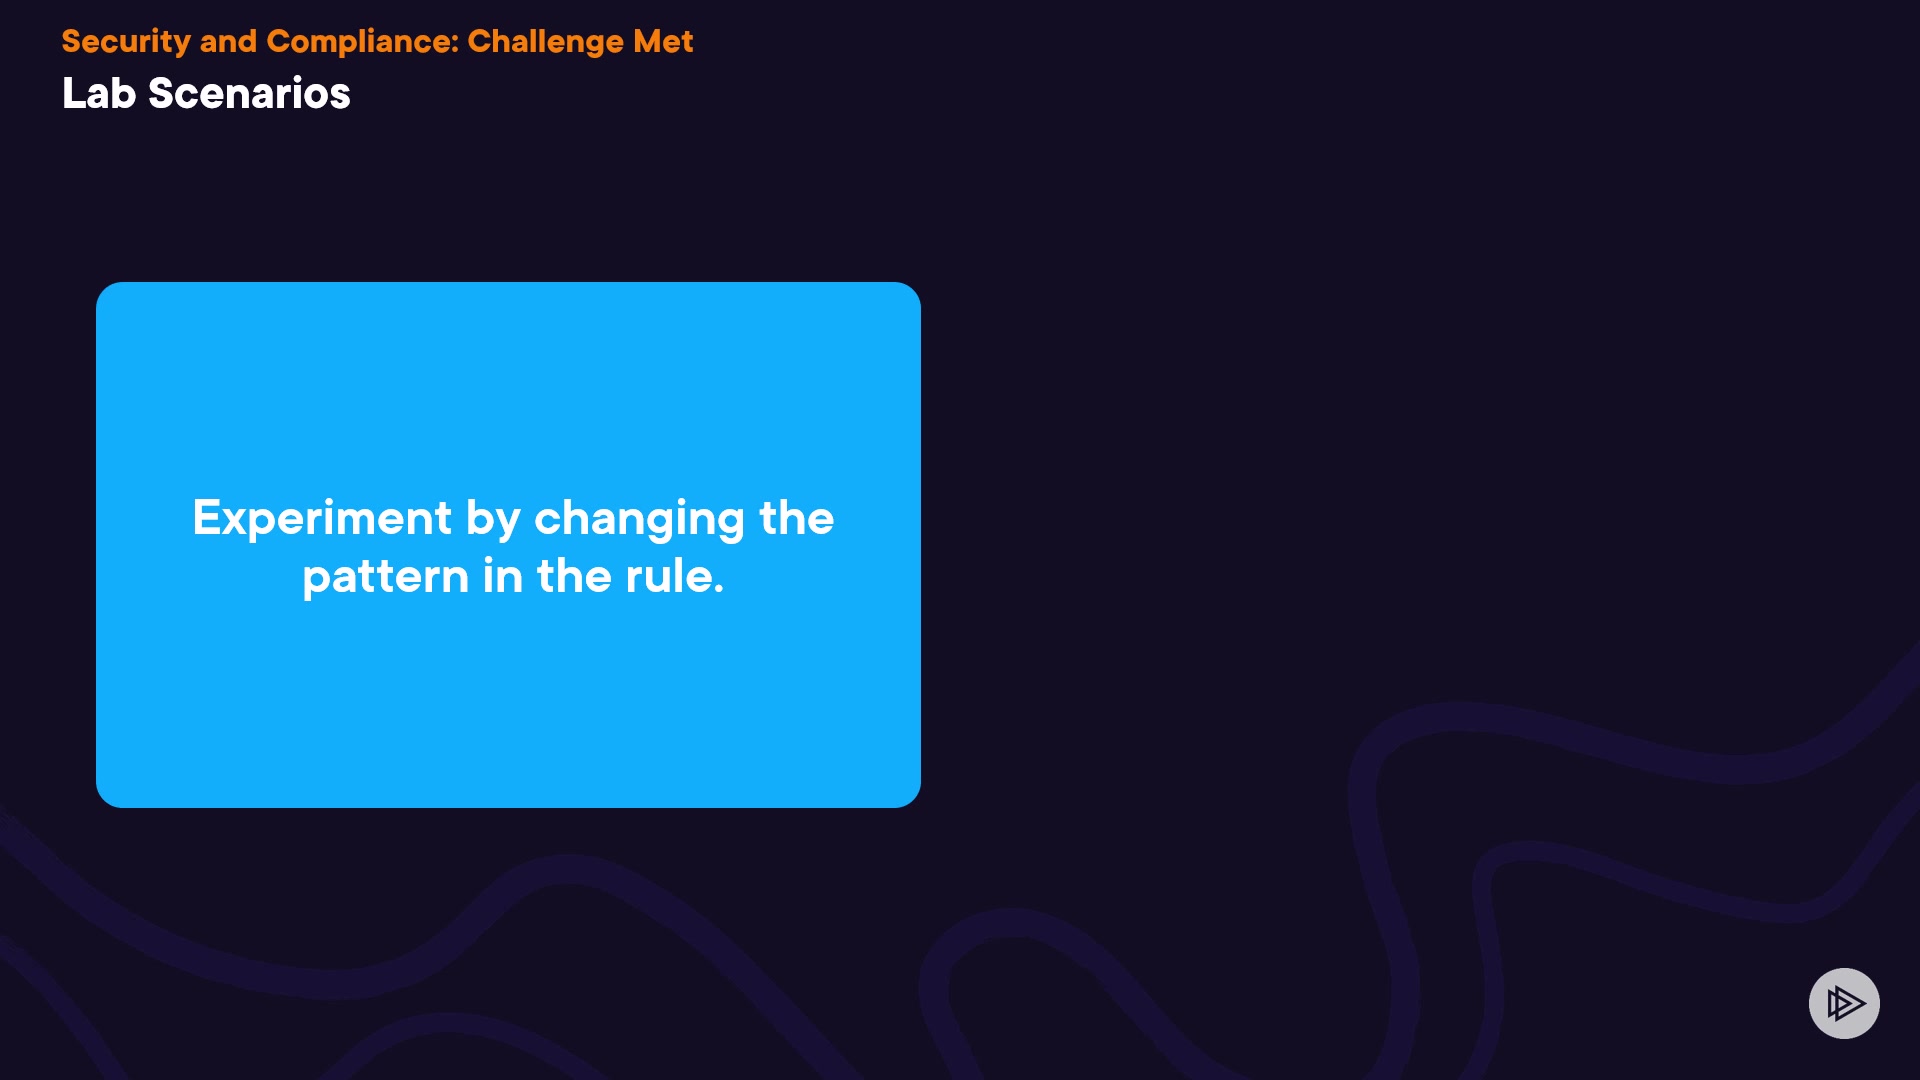 Security and Compliance: Challenge Met
Lab Scenarios
Experiment by changing the
pattern in the rule.